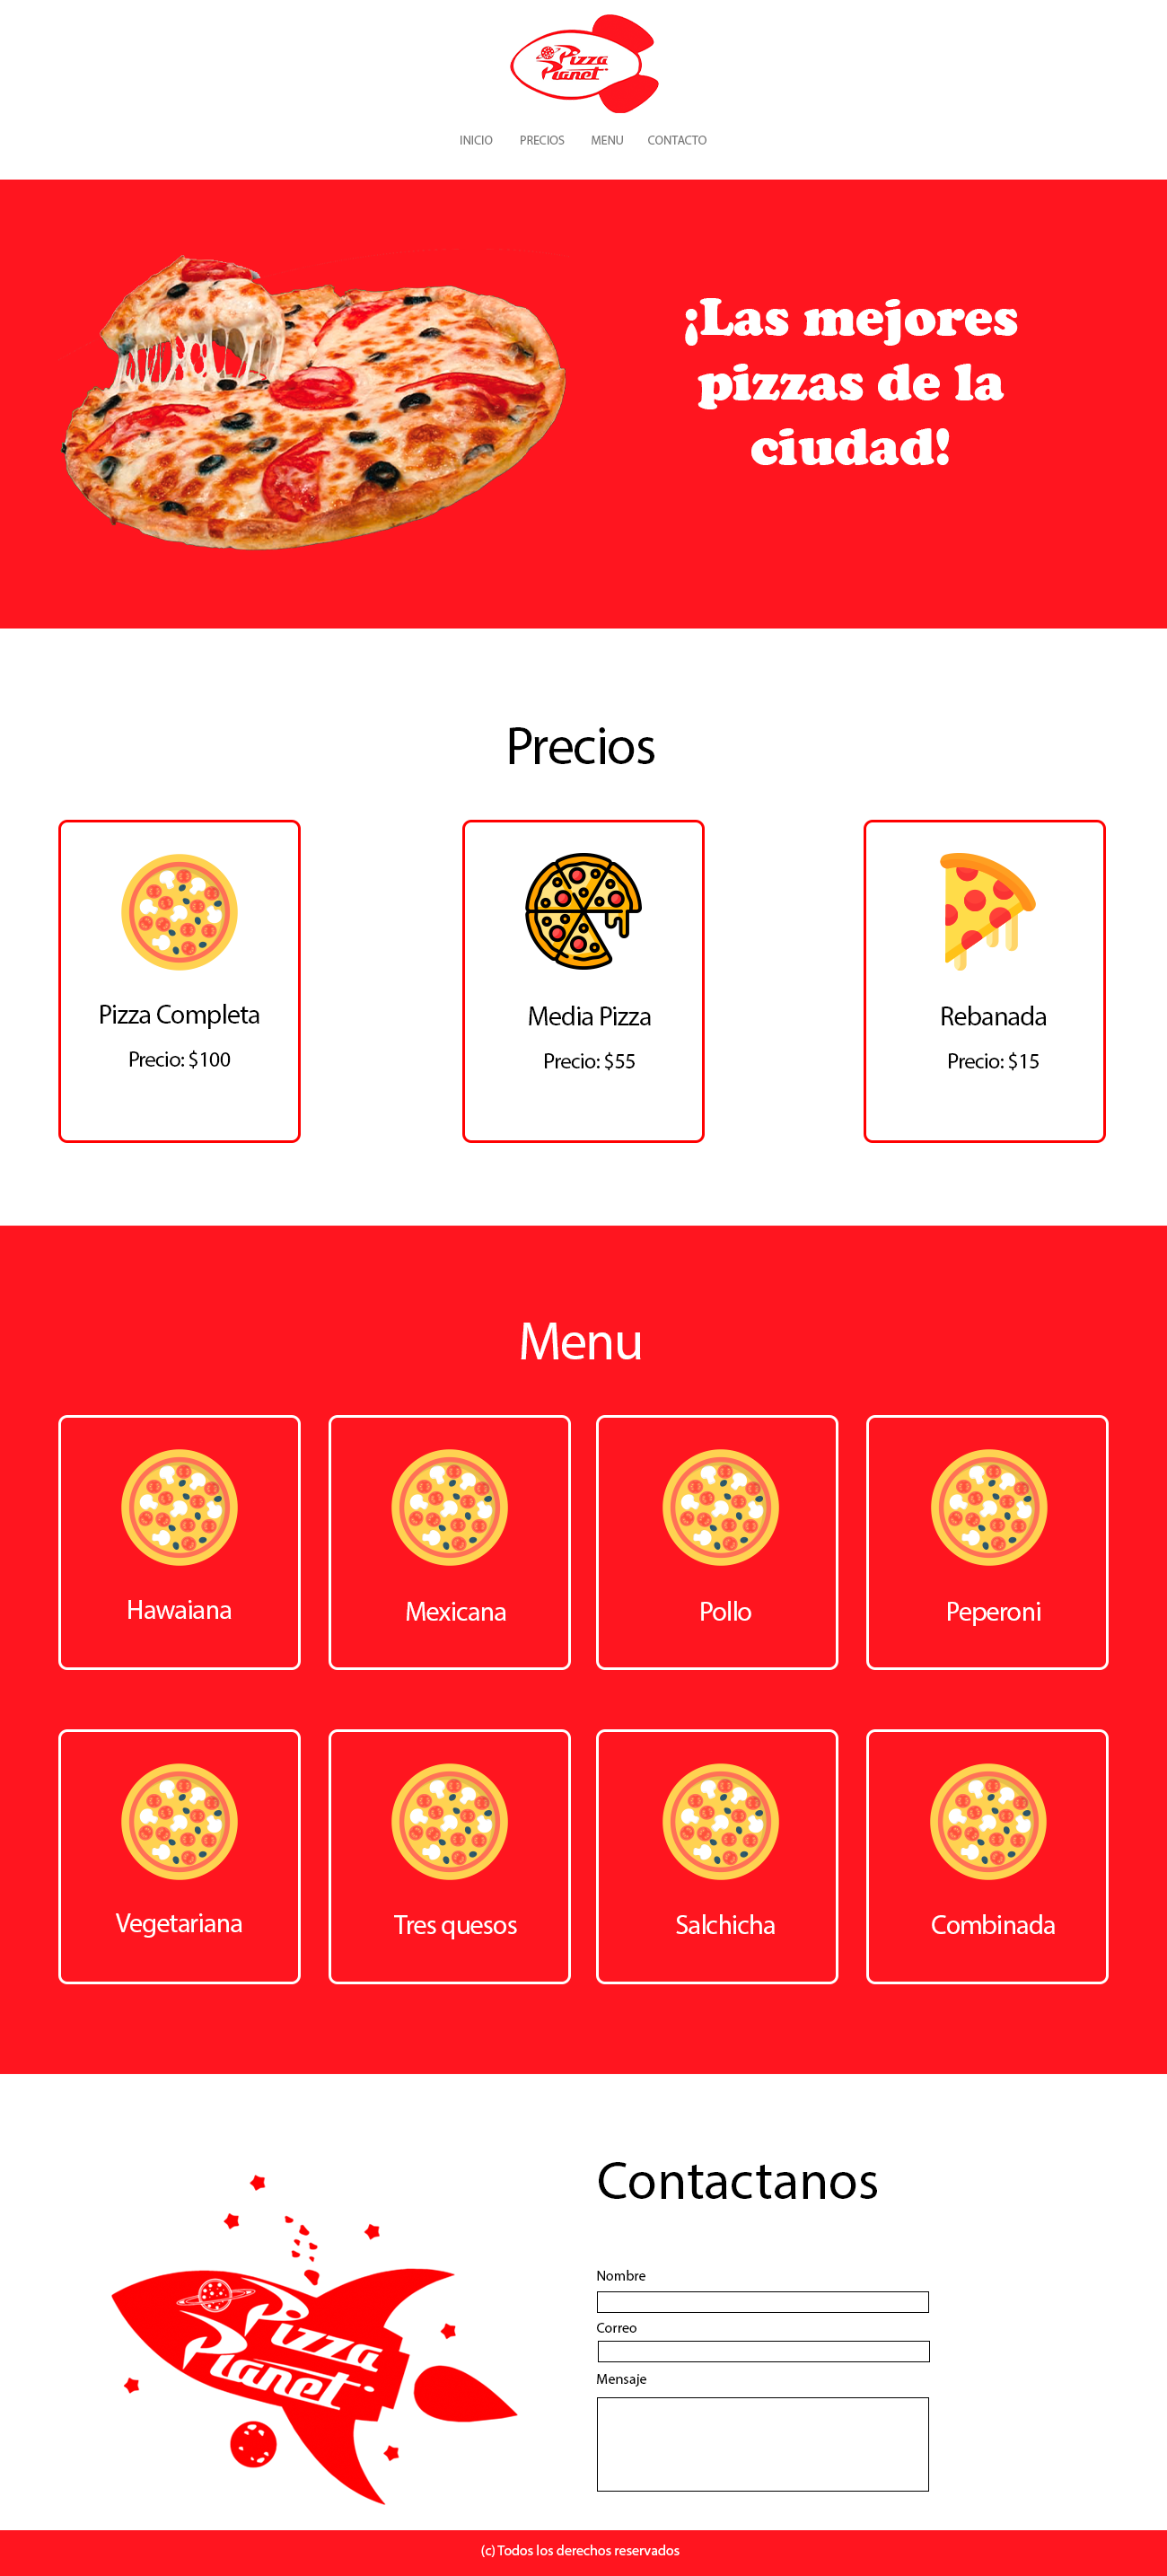 Pizza
Planet
INICIO PRECIOS MENU CONTACTO
¡Las mejores
pizzas de la
ciudad!
Precios
Pizza Completa
Precio: $100
Media Pizza
Precio: $55
Rebanada
Precio: $15
Menu
Hawaiana
Mexicana
Pollo
Peperoni
Vegetariana
Tres quesos
Salchicha
Combinada
Pizza
Planet
Contactanos
Nombre
Correo
Mensaje
(c) Todos los derechos reservados